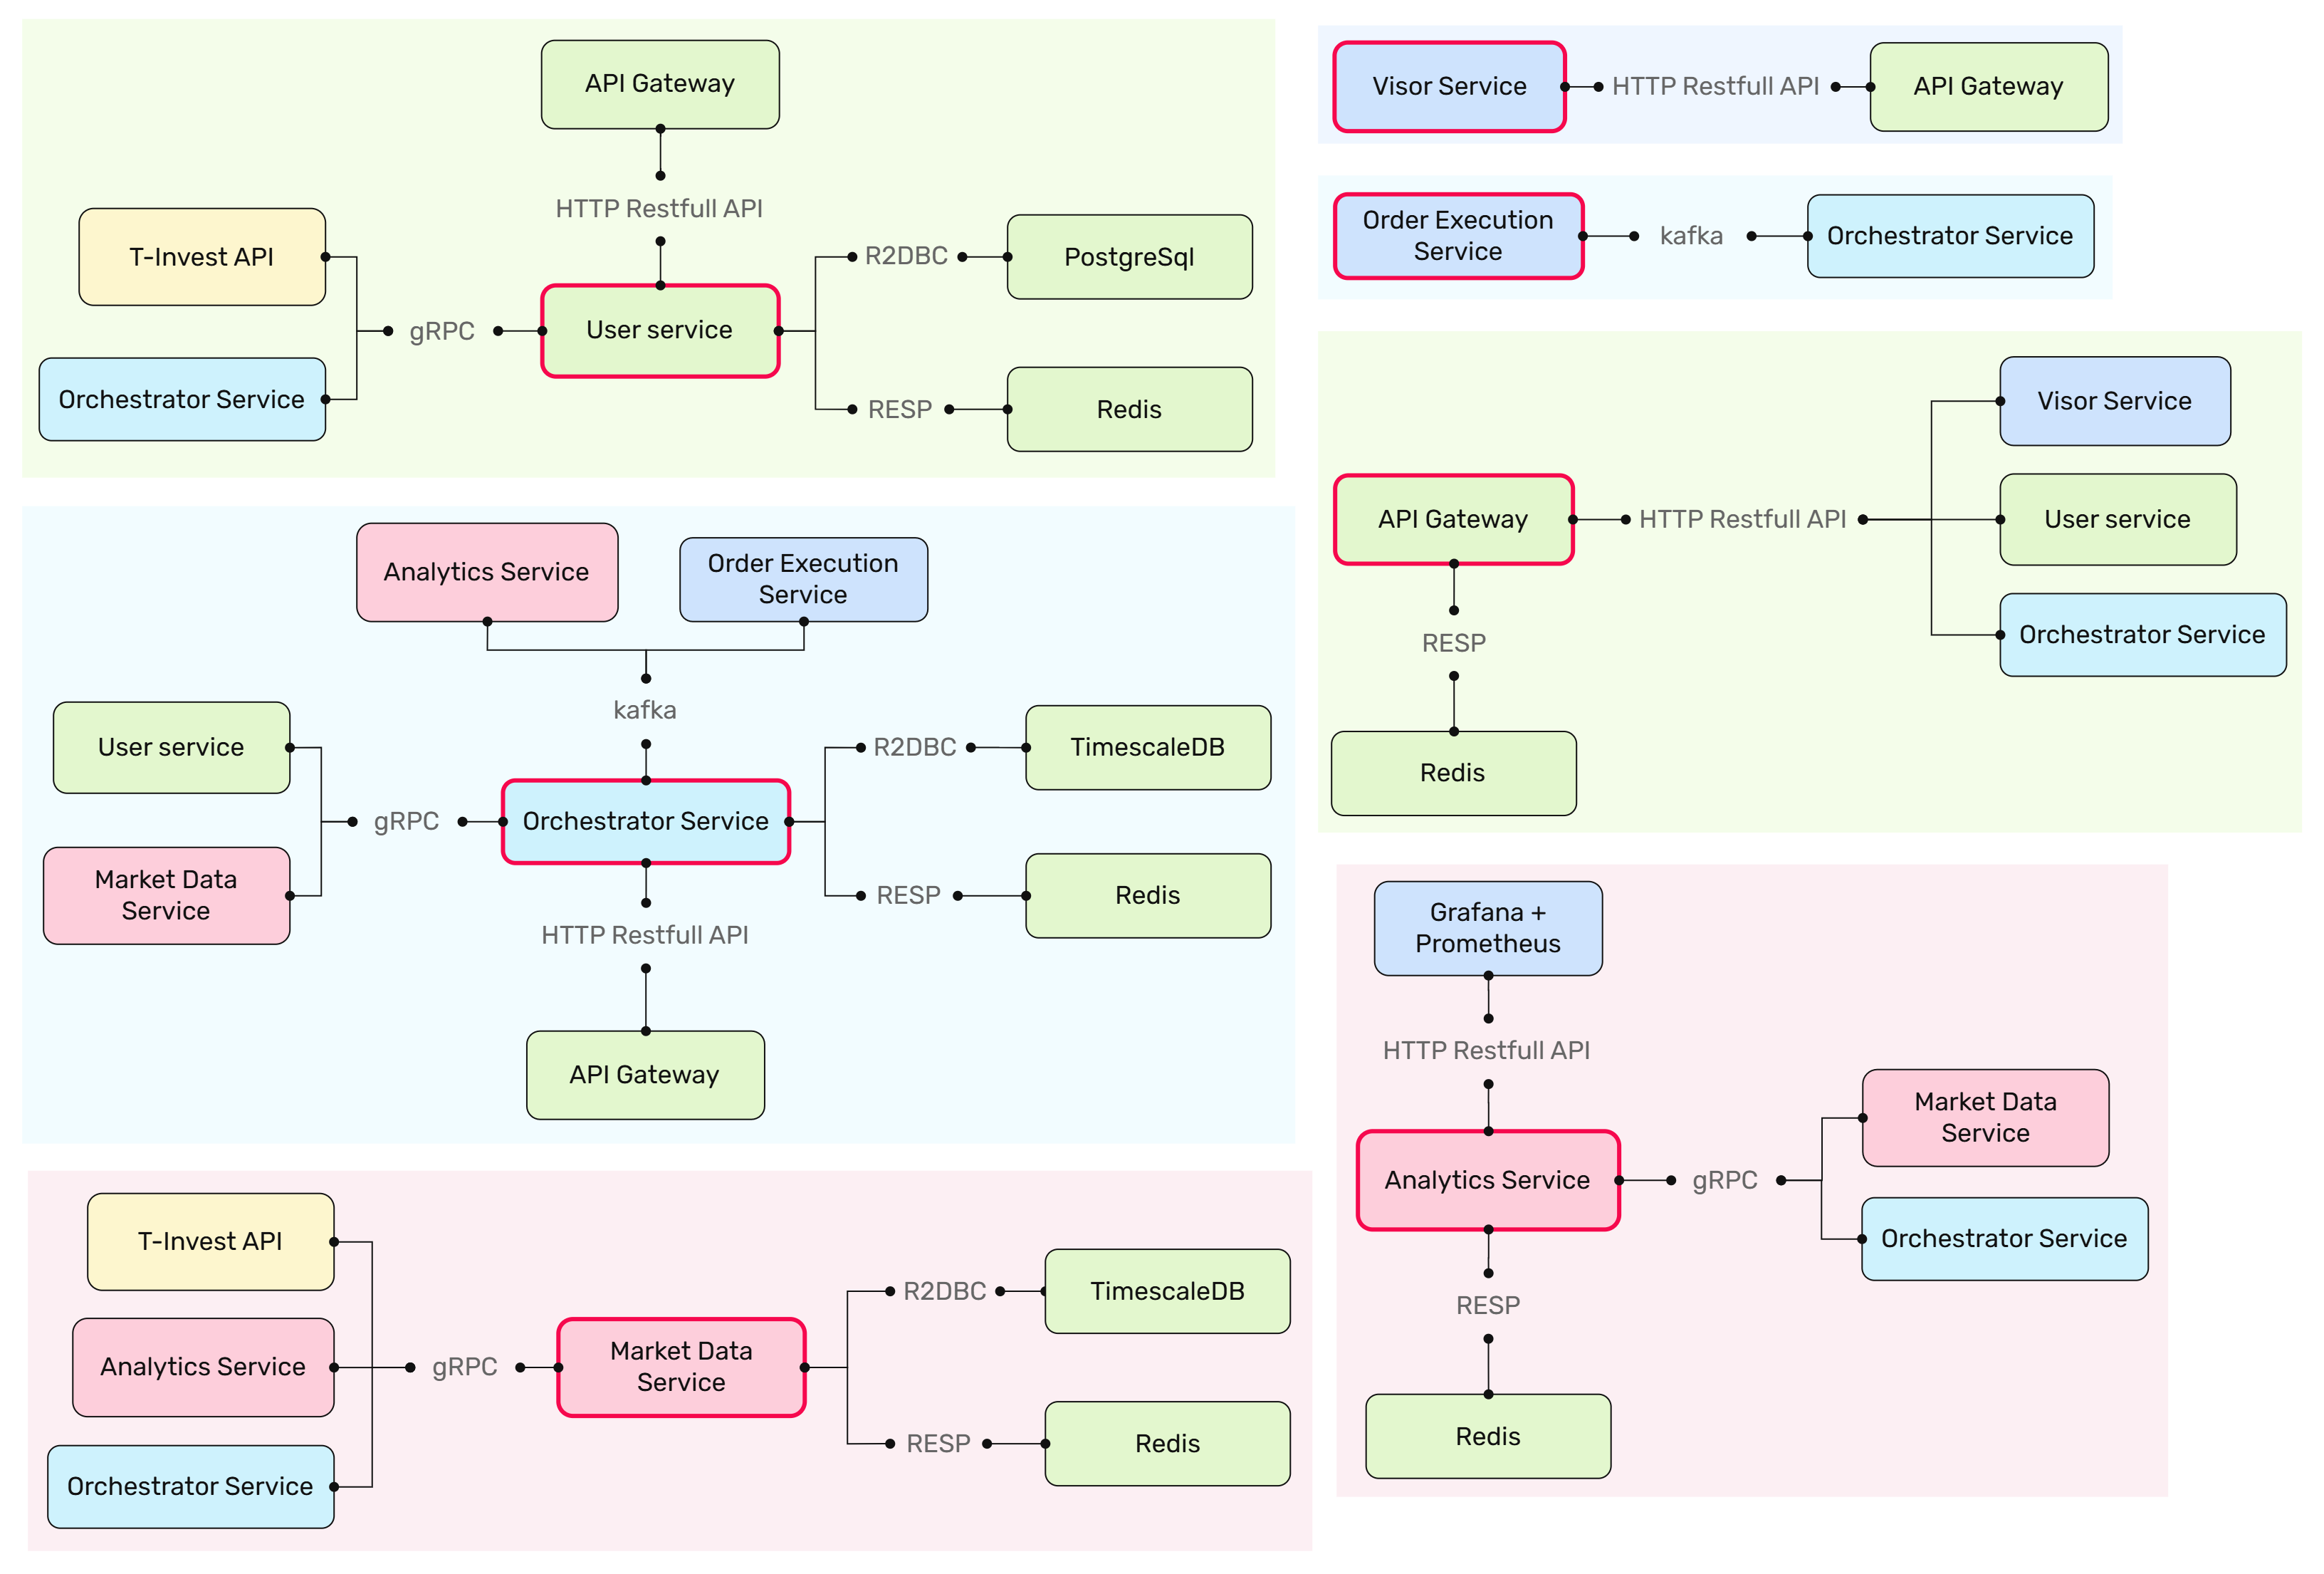 API Gateway
HTTP Restfull API
T-Invest API
R2DBC
PostgreSql
gRPC
User service
Orchestrator Service
RESP
Redis
Visor Service
HTTP Restfull API
API Gateway
Order Execution
Service
kafka
Orchestrator Service
Visor Service
API Gateway
HTTP Restfull API
User service
RESP
Orchestrator Service
Redis
Analytics Service
Order Execution
Service
kafka
User service
R2DBC
TimescaleDB
gRPC
Orchestrator Service
Market Data
Service
RESP
Redis
HTTP Restfull API
API Gateway
Grafana +
Prometheus
HTTP Restfull API
Market Data
Service
Analytics Service
gRPC
Orchestrator Service
RESP
Redis
T-Invest API
R2DBC
TimescaleDB
Analytics Service
gRPC
Market Data
Service
RESP
Redis
Orchestrator Service